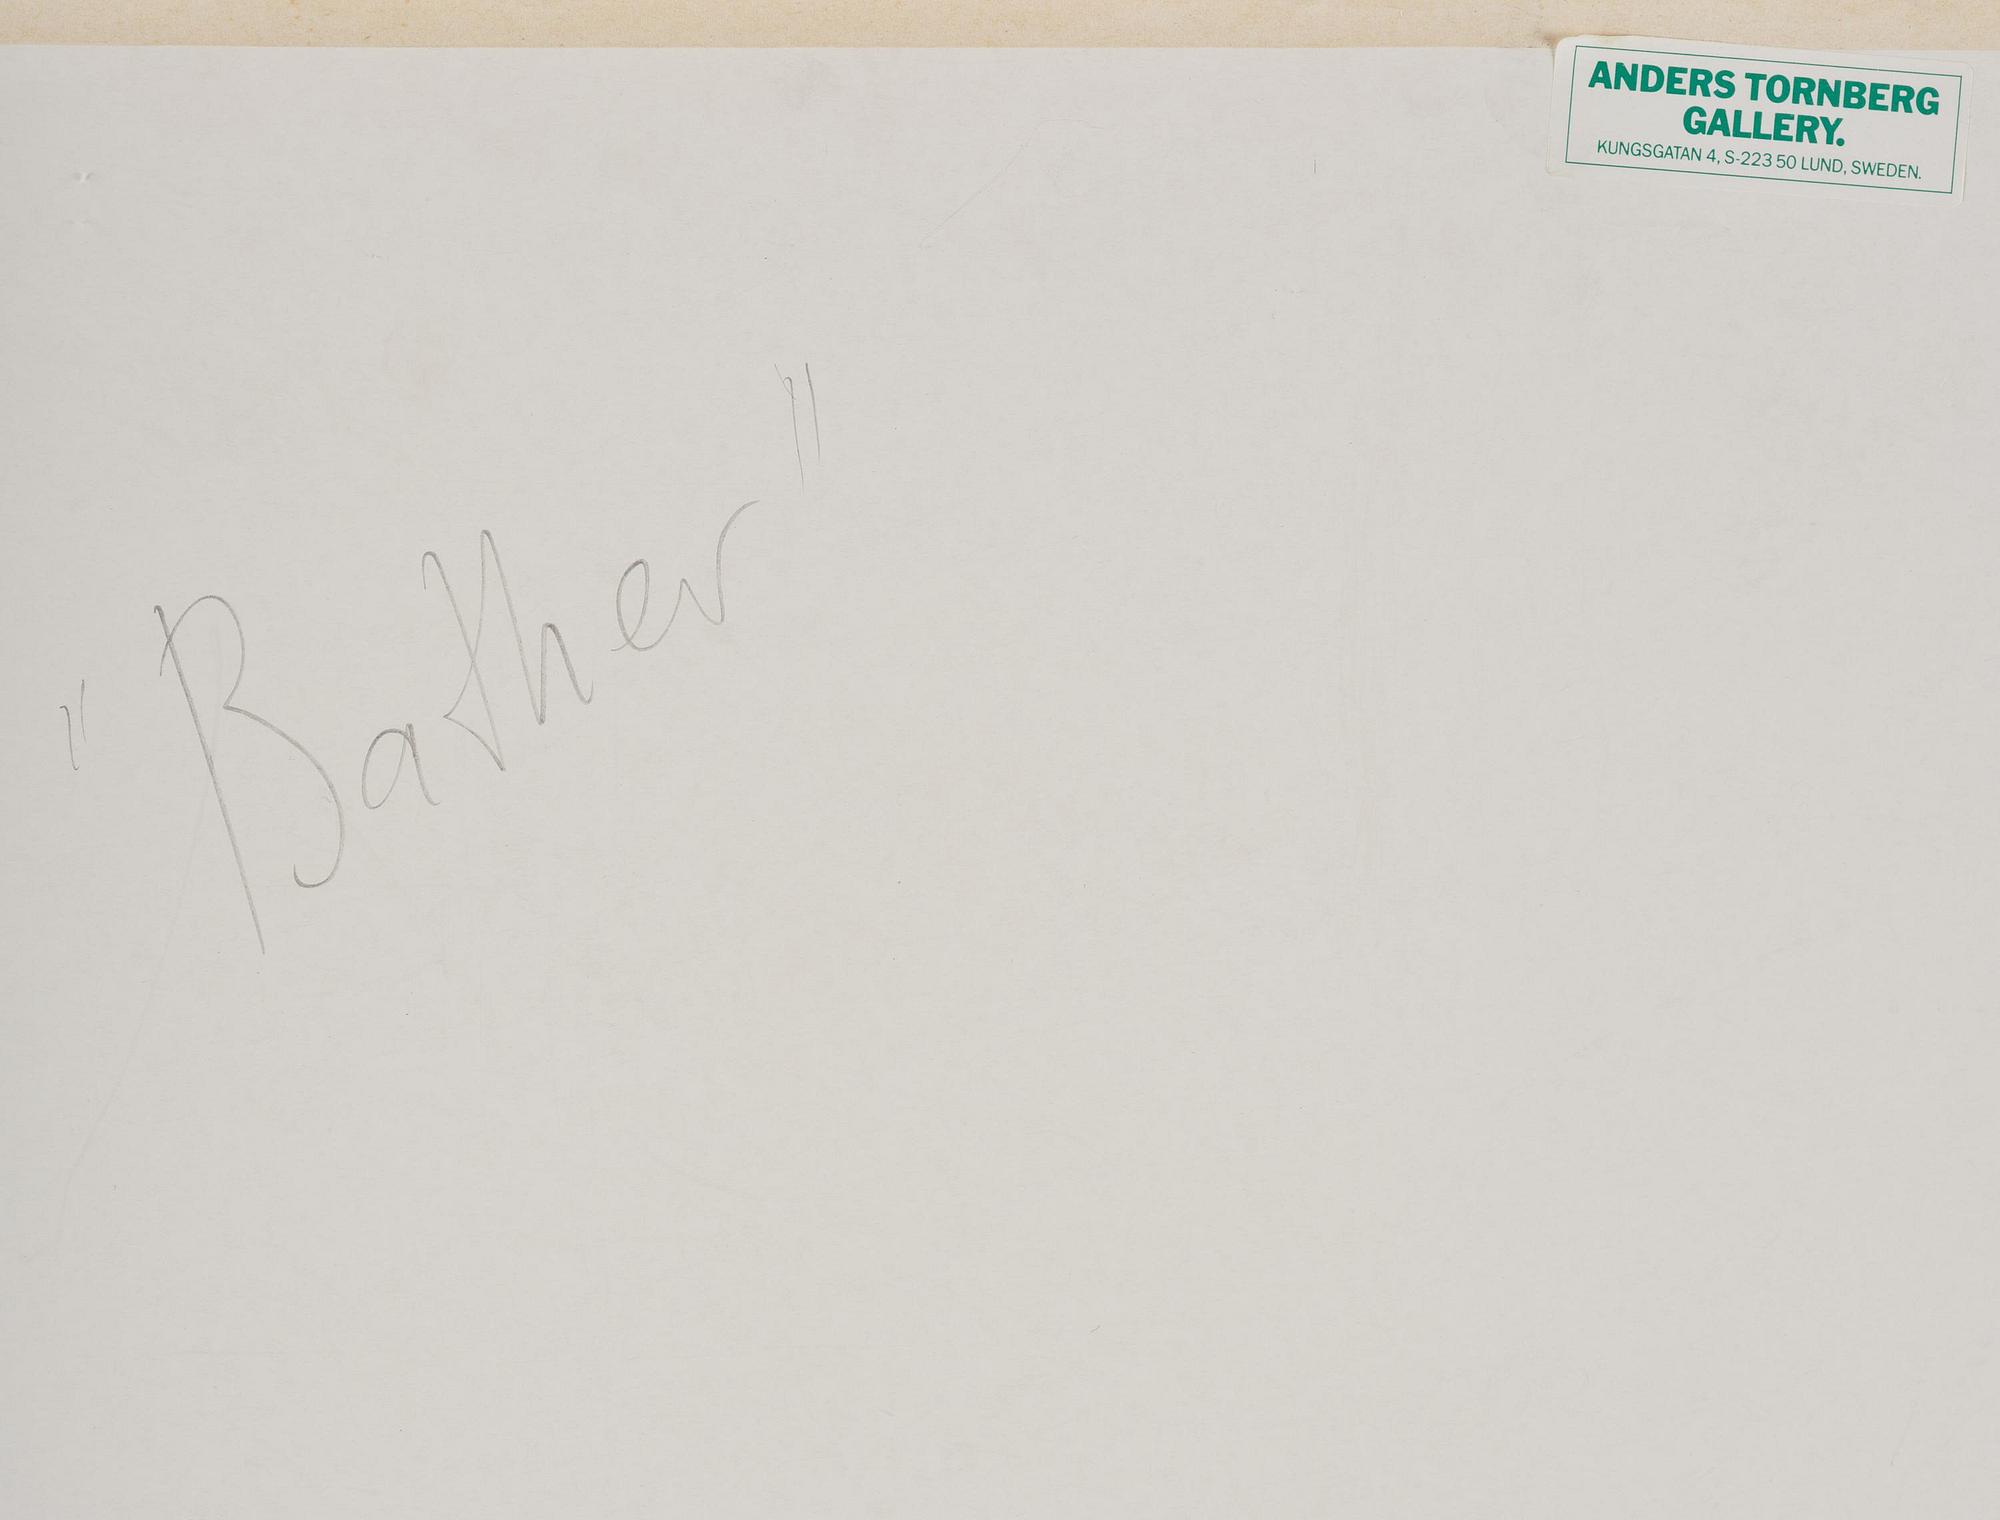 ANDERS TORNBERG
GALLERY.
KUNGSGATAN 4, S-223 50 LUND, SWEDEN.
"Bather"